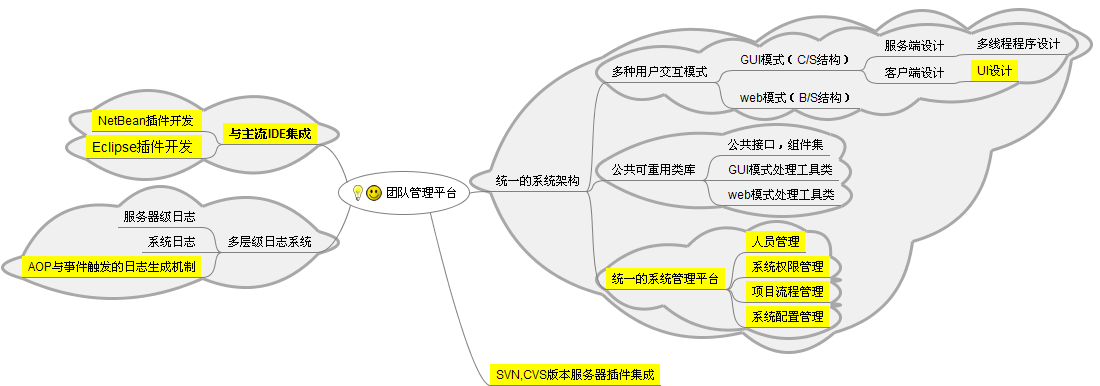 团队管理平台
与主流IDE集成
NetBean插件开发
Eclipse插件开发
多层级日志系统
服务器级日志
系统日志
AOP与事件触发的日志生成机制
统一的系统架构
多种用户交互模式
GUI模式（C/S结构）
服务端设计
多线程程序设计
客户端设计
UI设计
web模式（B/S结构）
公共可重用类库
公共接口，组件集
GUI模式处理工具类
web模式处理工具类
统一的系统管理平台
人员管理
系统权限管理
项目流程管理
系统配置管理
SVN,CVS版本服务器插件集成